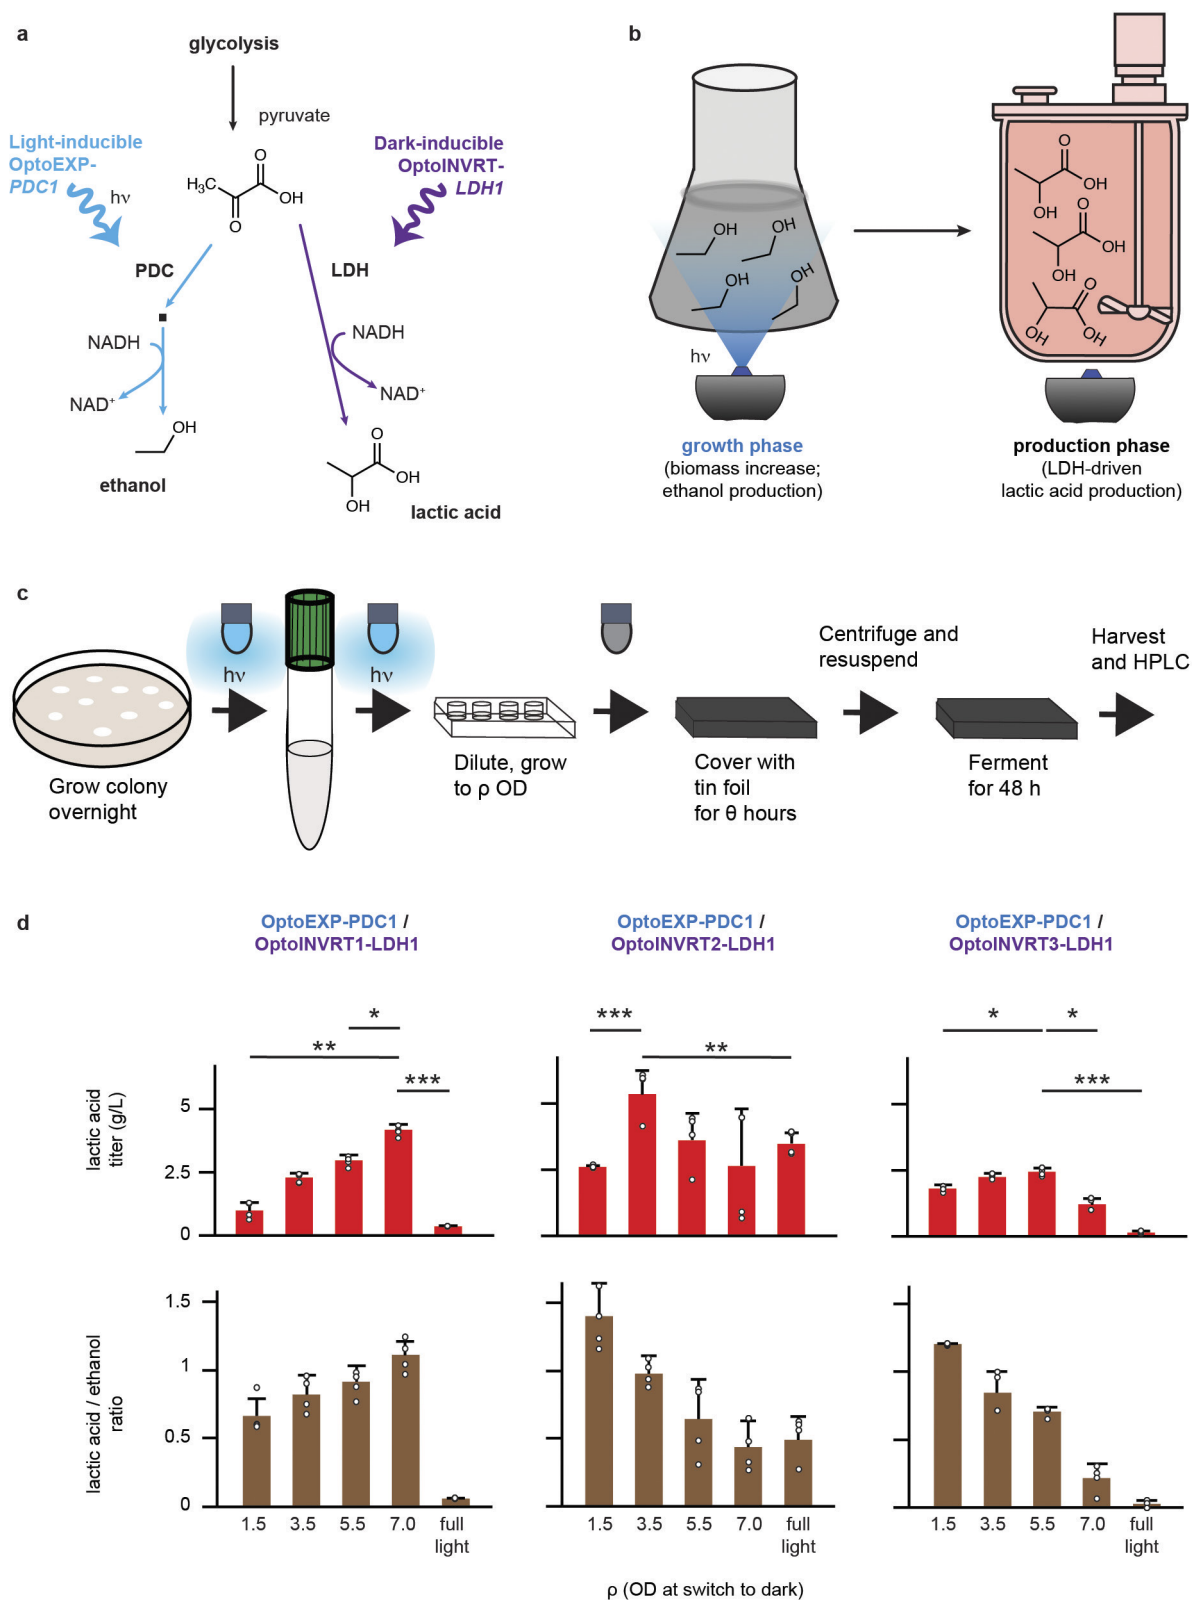 a
glycolysis
pyruvate
Light-inducible
OptoEXP-
PDC1
hν
Dark-inducible
OptoINVRT-
LDH1
O
H₃C
OH
O
PDC
LDH
NADH
NAD⁺
NADH
NAD⁺
OH
ethanol
O
OH
OH
lactic acid
b
OH
OH
OH
OH
hν
growth phase
(biomass increase;
ethanol production)
O
OH
OH
O
OH
OH
O
OH
OH
production phase
(LDH-driven
lactic acid production)
c
Grow colony
overnight
hν
hν
Dilute, grow
to ρ OD
Cover with
tin foil
for θ hours
Centrifuge and
resuspend
Ferment
for 48 h
Harvest
and HPLC
d
OptoEXP-PDC1 /
OptoINVRT1-LDH1
OptoEXP-PDC1 /
OptoINVRT2-LDH1
OptoEXP-PDC1 /
OptoINVRT3-LDH1
lactic acid
titer (g/L)
5
2.5
0
*
**
***
***
**
*
*
***
lactic acid / ethanol
ratio
1.5
1
0.5
0
1.5 3.5 5.5 7.0 full
light
1.5 3.5 5.5 7.0 full
light
1.5 3.5 5.5 7.0 full
light
ρ (OD at switch to dark)